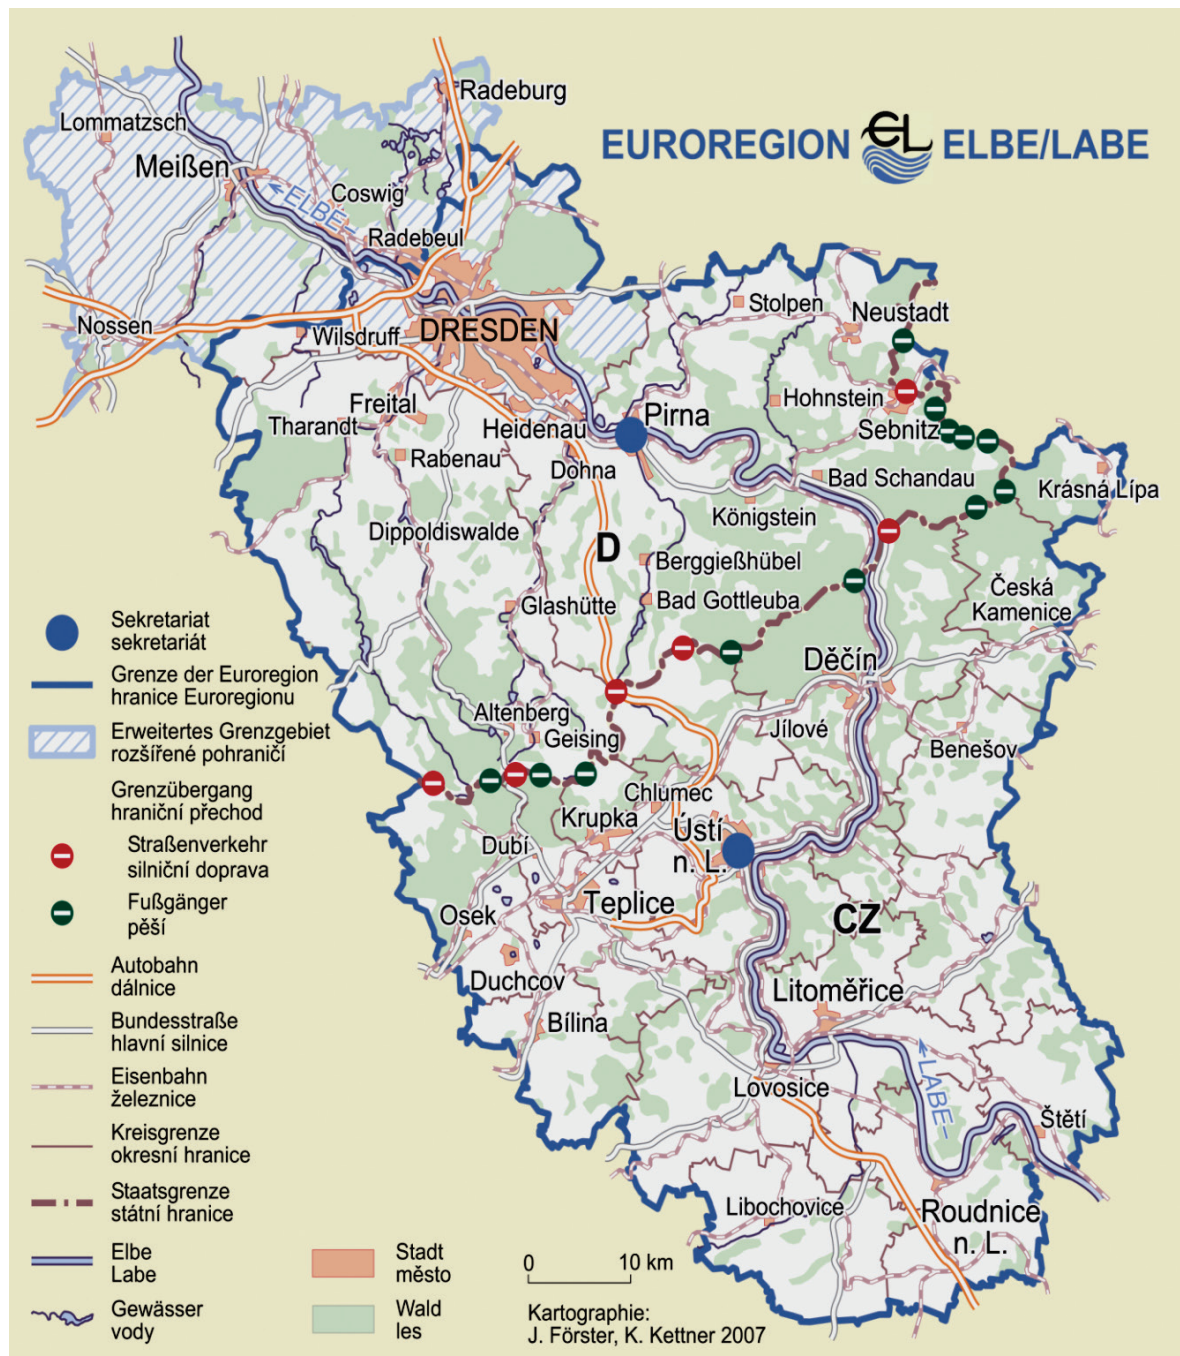 EUROREGION EL ELBE/LABE
Radeburg
Lommatzsch
Meißen
Coswig
ELBE
Radebeul
Stolpen
Neustadt
Nossen
Wilsdruff
DRESDEN
Hohnstein
Freital
Pirna
Tharandt
Heidenau
Sebnitz
Rabenau
Dohna
Bad Schandau
Krásná Lípa
Königstein
Dippoldiswalde
D
Berggießhübel
Česká
Kamenice
Glashütte
Bad Gottleuba
Děčín
Altenberg
Geising
Jílové
Benešov
Chlumec
Krupka
Ústí
n. L.
Dubí
Teplice
Osek
CZ
Duchcov
Litoměřice
Bílina
Lovosice
LABE
Štětí
Libochovice
Roudnice
n. L.
Sekretariat
sekretariát
Grenze der Euroregion
hranice Euroregionu
Erweitertes Grenzgebiet
rozšířené pohraničí
Grenzübergang
hraniční přechod
Straßenverkehr
silniční doprava
Fußgänger
pěší
Autobahn
dálnice
Bundesstraße
hlavní silnice
Eisenbahn
železnice
Kreisgrenze
okresní hranice
Staatsgrenze
státní hranice
Elbe
Labe
Gewässer
vody
Stadt
město
Wald
les
0 10 km
Kartographie:
J. Förster, K. Kettner 2007